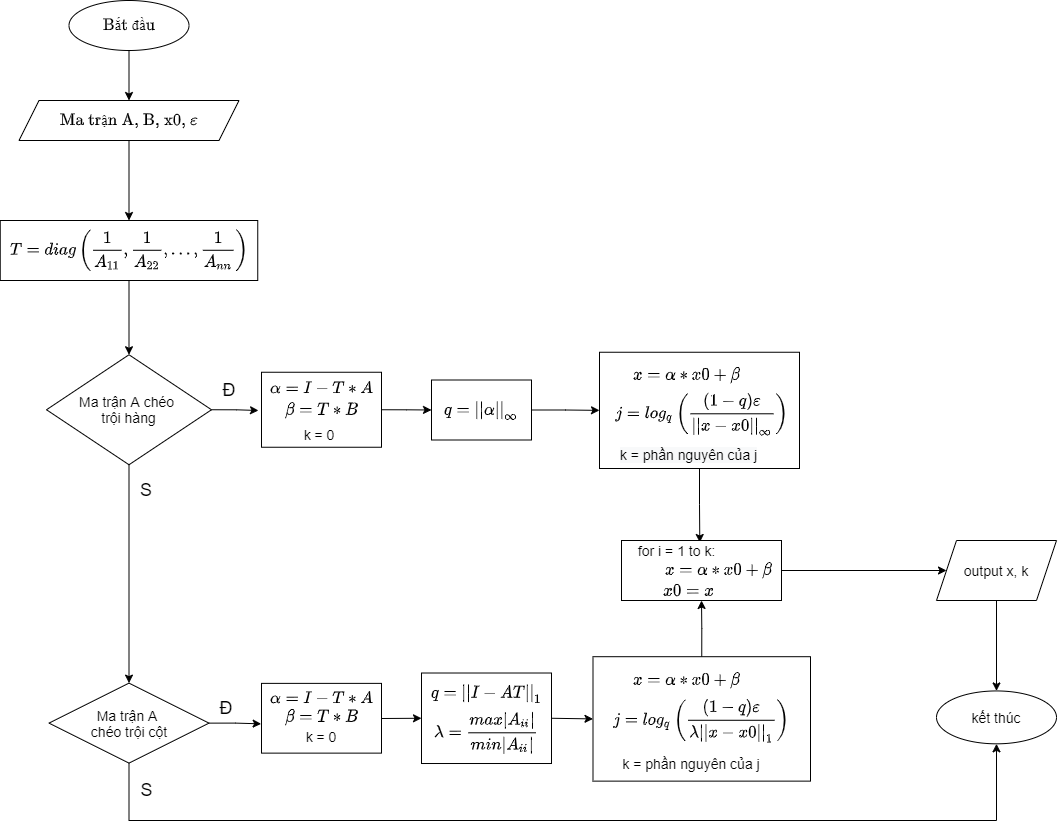 Bắt đầu
Ma trận A, B, x0, ε
T = diag(1/A₁₁, 1/A₂₂, ..., 1/Aₙₙ)
Ma trận A chéo
trội hàng
Đ
S
α = I − T ∗ A
β = T ∗ B
k = 0
q = ||α||∞
x = α ∗ x0 + β
j = log_q((1 − q)ε / ||x − x0||∞)
k = phần nguyên của j
for i = 1 to k:
x = α ∗ x0 + β
x0 = x
output x, k
Ma trận A
chéo trội cột
Đ
S
α = I − T ∗ A
β = T ∗ B
k = 0
q = ||I − AT||₁
λ = max|Aᵢᵢ| / min|Aᵢᵢ|
x = α ∗ x0 + β
j = log_q((1 − q)ε / λ||x − x0||₁)
k = phần nguyên của j
kết thúc